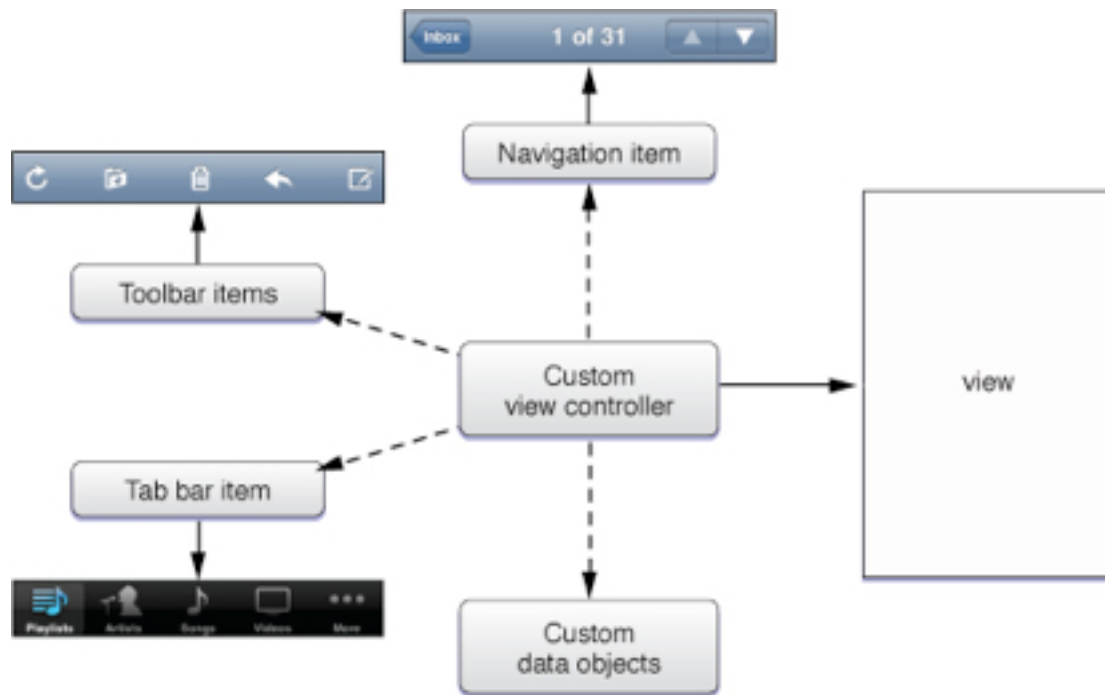 Inbox
1 of 31
Navigation item
Toolbar items
Custom
view controller
view
Tab bar item
Playlists Artists Songs Videos More
Custom
data objects